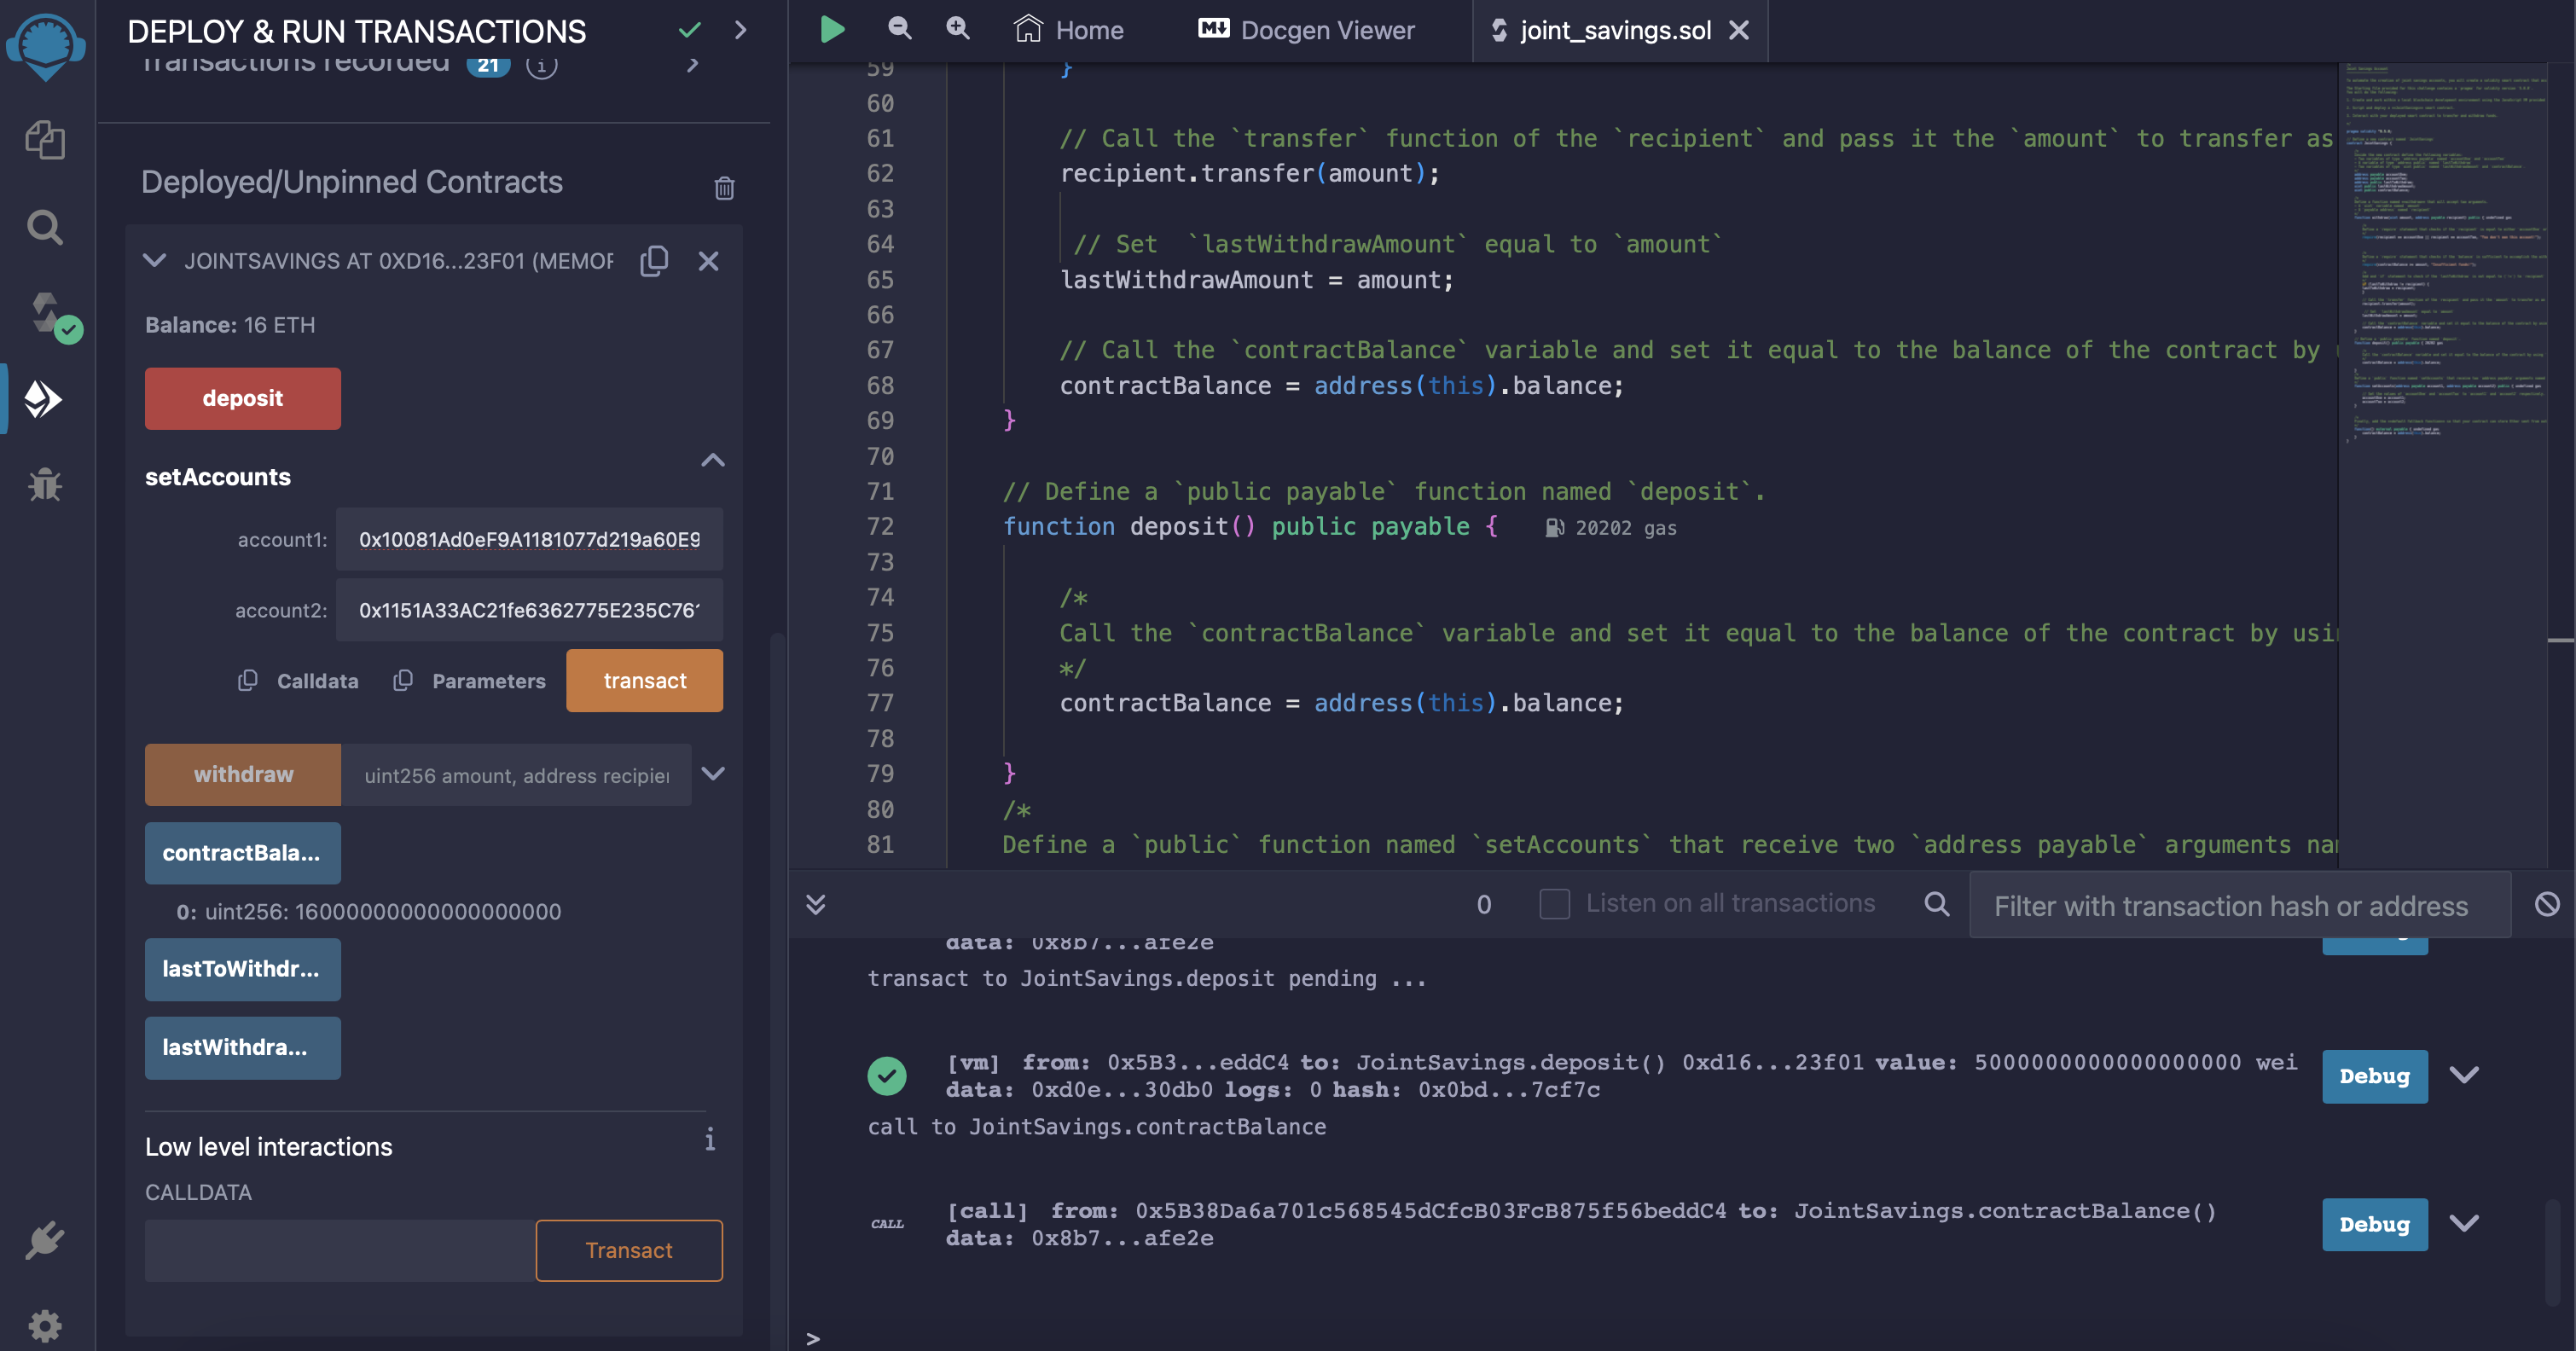 DEPLOY & RUN TRANSACTIONS
Transactions recorded 21 i
Deployed/Unpinned Contracts
JOINTSAVINGS AT 0XD16...23F01 (MEMOR
Balance: 16 ETH
deposit
setAccounts
account1: 0x10081Ad0eF9A1181077d219a60E9
account2: 0x1151A33AC21fe6362775E235C76
Calldata Parameters transact
withdraw uint256 amount, address recipie
contractBala...
0: uint256: 16000000000000000000
lastToWithdr...
lastWithdra...
Low level interactions i
CALLDATA
Transact
Home Docgen Viewer joint_savings.sol
59 }
60
61 // Call the `transfer` function of the `recipient` and pass it the `amount` to transfer as
62 recipient.transfer(amount);
63
64 // Set  `lastWithdrawAmount` equal to `amount`
65 lastWithdrawAmount = amount;
66
67 // Call the `contractBalance` variable and set it equal to the balance of the contract by
68 contractBalance = address(this).balance;
69 }
70
71 // Define a `public payable` function named `deposit`.
72 function deposit() public payable { 20202 gas
73
74 /*
75 Call the `contractBalance` variable and set it equal to the balance of the contract by usi
76 */
77 contractBalance = address(this).balance;
78
79 }
80 /*
81 Define a `public` function named `setAccounts` that receive two `address payable` arguments na
0 Listen on all transactions Filter with transaction hash or address
data: 0x8b7...afe2e
transact to JointSavings.deposit pending ...
[vm] from: 0x5B3...eddC4 to: JointSavings.deposit() 0xd16...23f01 value: 5000000000000000000 wei
data: 0xd0e...30db0 logs: 0 hash: 0x0bd...7cf7c
Debug
call to JointSavings.contractBalance
CALL [call] from: 0x5B38Da6a701c568545dCfcB03FcB875f56beddC4 to: JointSavings.contractBalance()
data: 0x8b7...afe2e
Debug
>